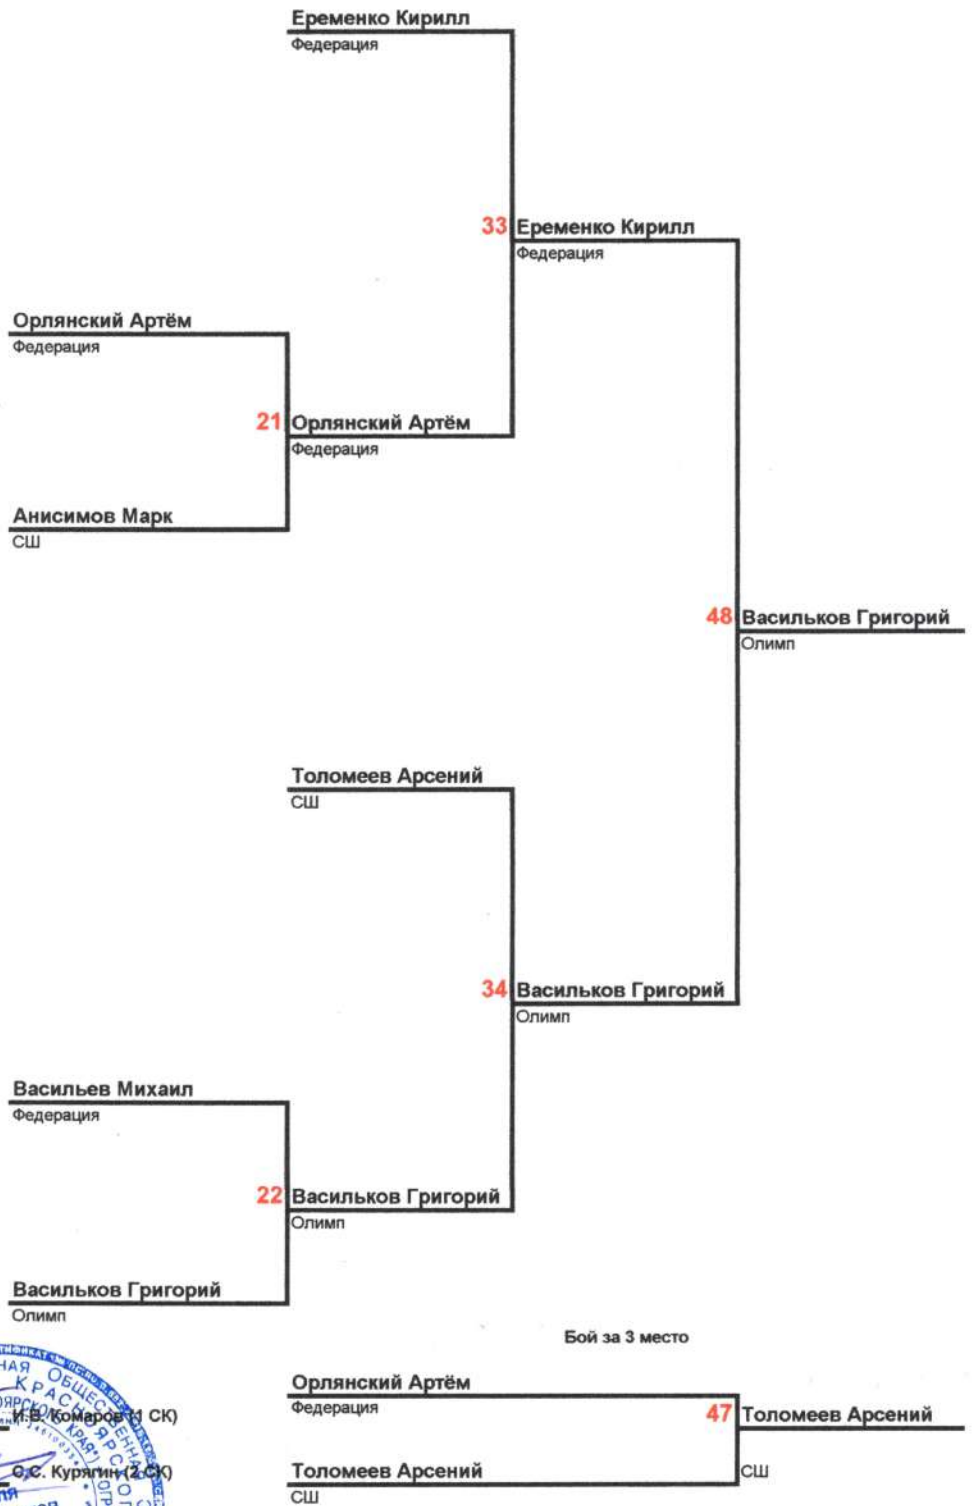 Еременко Кирилл
Федерация
33 Еременко Кирилл
Федерация
Орлянский Артём
Федерация
21 Орлянский Артём
Федерация
Анисимов Марк
СШ
48 Васильков Григорий
Олимп
Толомеев Арсений
СШ
34 Васильков Григорий
Олимп
Васильев Михаил
Федерация
22 Васильков Григорий
Олимп
Васильков Григорий
Олимп
Бой за 3 место
Орлянский Артём
Федерация
47 Толомеев Арсений
СШ
Толомеев Арсений
СШ
И.В. Комаров (1 СК)
С.С. Курягин (2 СК)